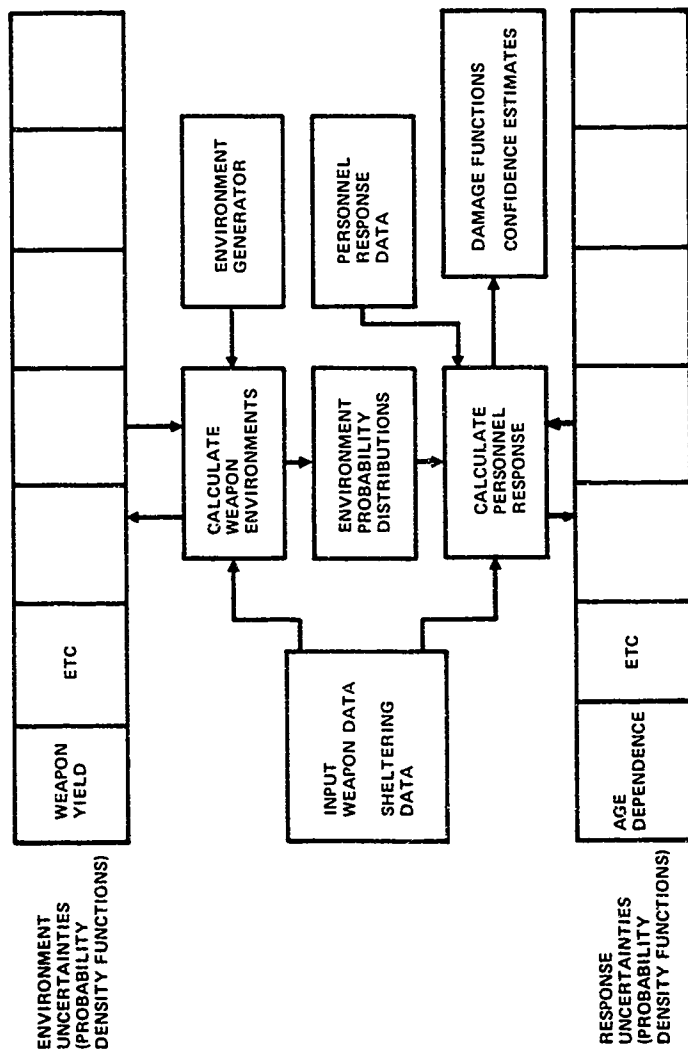 ENVIRONMENT
UNCERTAINTIES
(PROBABILITY
DENSITY FUNCTIONS)
WEAPON
YIELD
ETC
INPUT
WEAPON DATA
SHELTERING
DATA
CALCULATE
WEAPON
ENVIRONMENTS
ENVIRONMENT
GENERATOR
ENVIRONMENT
PROBABILITY
DISTRIBUTIONS
PERSONNEL
RESPONSE
DATA
CALCULATE
PERSONNEL
RESPONSE
DAMAGE FUNCTIONS
CONFIDENCE ESTIMATES
RESPONSE
UNCERTAINTIES
(PROBABILITY
DENSITY FUNCTIONS)
AGE
DEPENDENCE
ETC